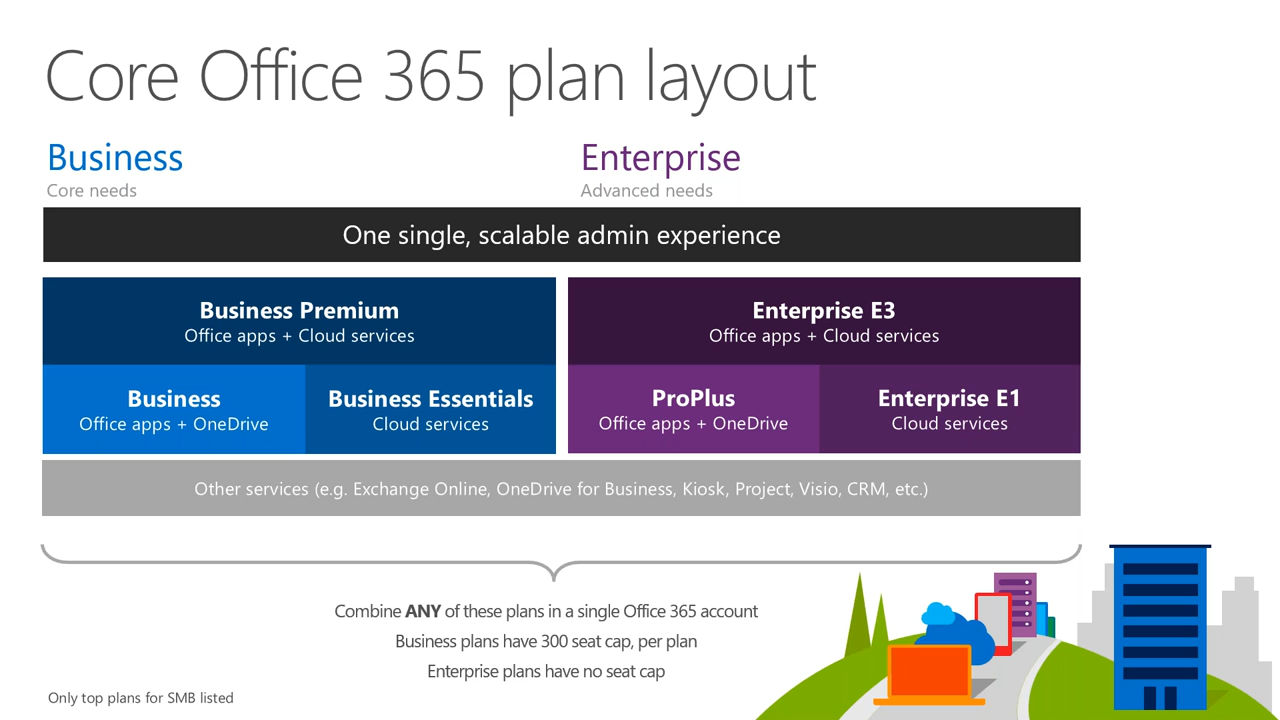 Core Office 365 plan layout
Business
Core needs
Enterprise
Advanced needs
One single, scalable admin experience
Business Premium
Office apps + Cloud services
Enterprise E3
Office apps + Cloud services
Business
Office apps + OneDrive
Business Essentials
Cloud services
ProPlus
Office apps + OneDrive
Enterprise E1
Cloud services
Other services (e.g. Exchange Online, OneDrive for Business, Kiosk, Project, Visio, CRM, etc.)
Combine ANY of these plans in a single Office 365 account
Business plans have 300 seat cap, per plan
Enterprise plans have no seat cap
Only top plans for SMB listed